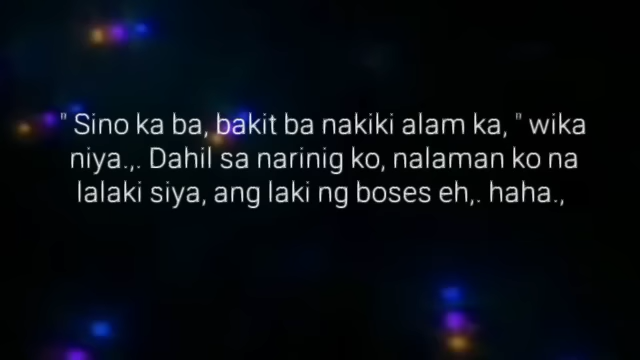 " Sino ka ba, bakit ba nakiki alam ka, " wika
niya.,. Dahil sa narinig ko, nalaman ko na
lalaki siya, ang laki ng boses eh,. haha.,